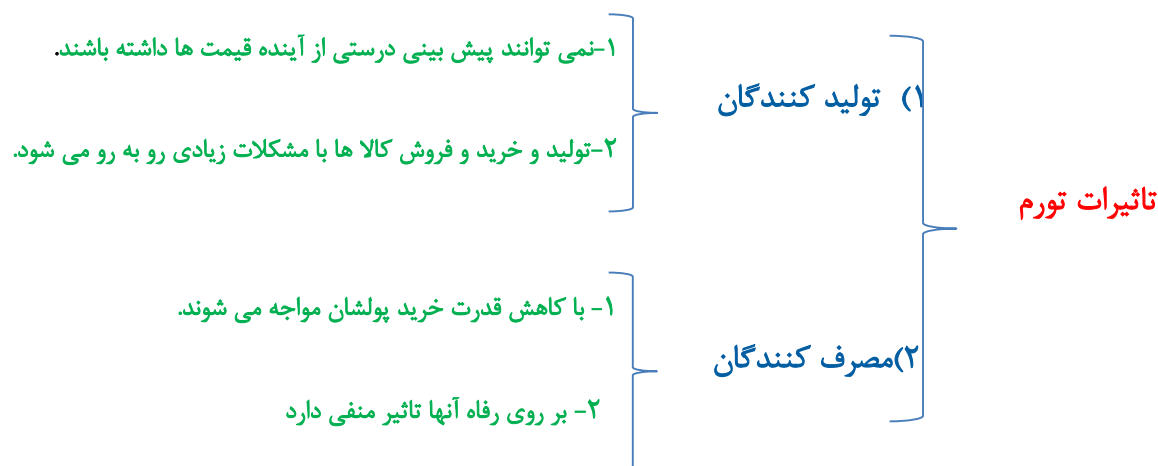 تاثیرات تورم
۱) تولید کنندگان
۱-نمی توانند پیش بینی درستی از آینده قیمت ها داشته باشند.
۲-تولید و خرید و فروش کالا ها با مشکلات زیادی رو به رو می شود.
۲)مصرف کنندگان
۱- با کاهش قدرت خرید پولشان مواجه می شوند.
۲- بر روی رفاه آنها تاثیر منفی دارد